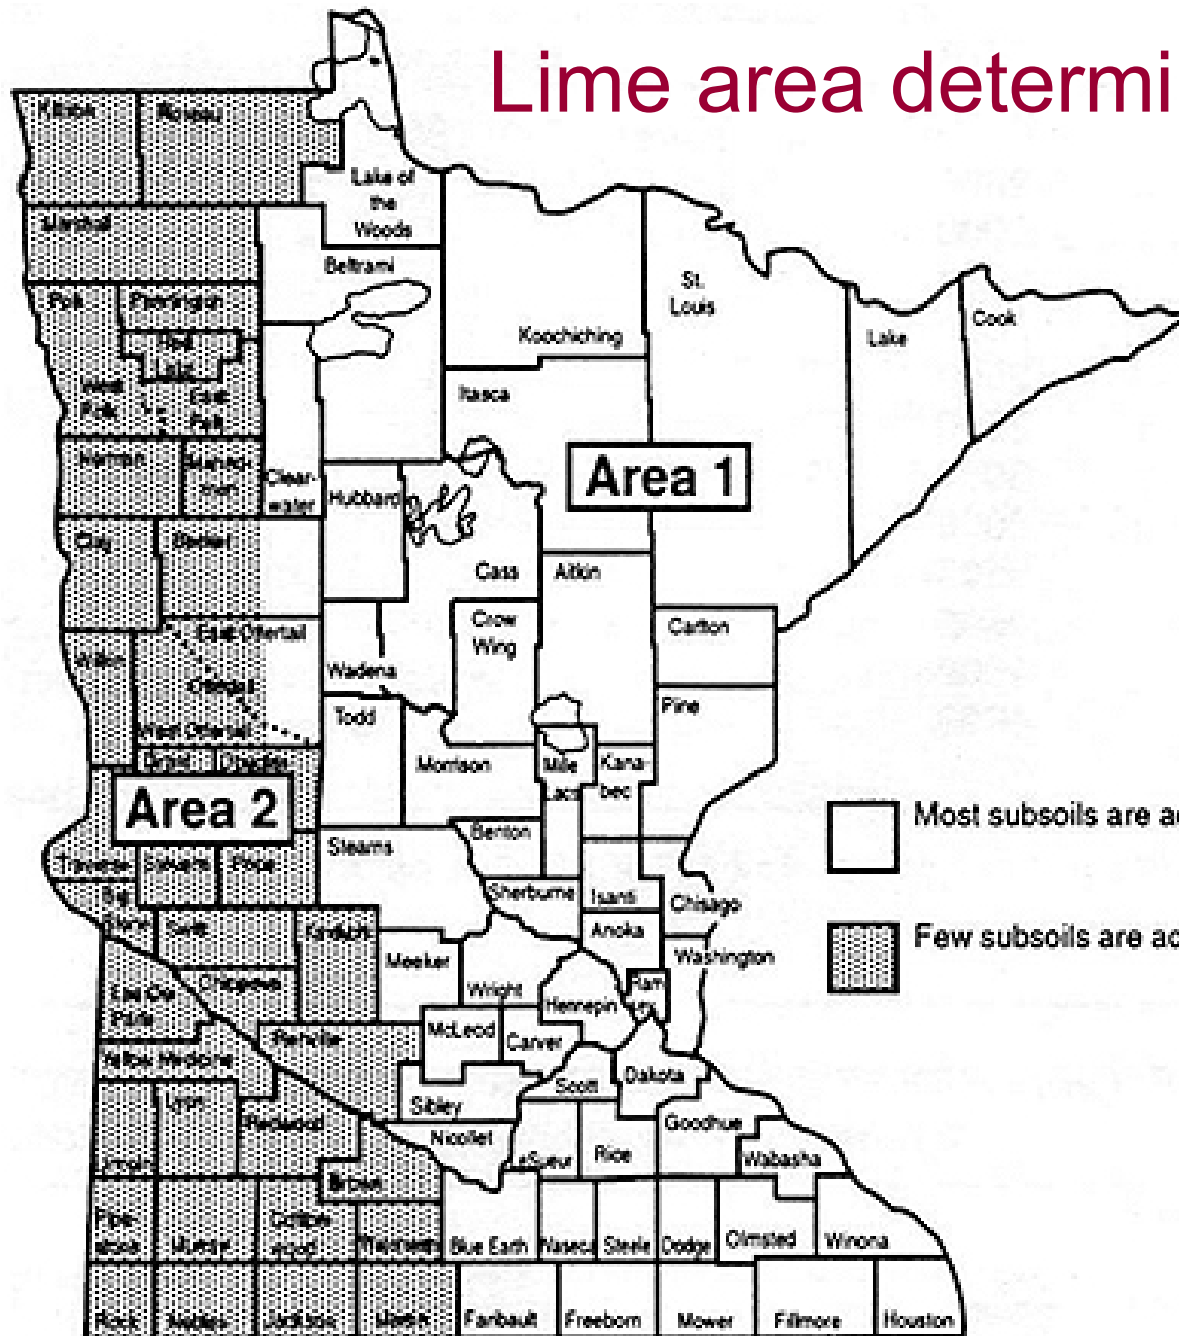 Lime area determi
Kittson
Roseau
Lake of
the
Woods
Marshall
Beltrami
St.
Louis
Polk
Pennington
Cook
Koochiching
Lake
Red
Itasca
West
Polk
East
Polk
Norman
Mahno-
men
Area 1
Clear-
water
Hubbard
Clay
Becker
Cass
Aitkin
Crow
Wing
Carlton
East Ottertail
Wilkin
Wadena
Ottertail
Pine
Todd
West Ottertail
Grant
Douglas
Morrison
Mille
Lacs
Kana-
bec
Area 2
Most subsoils are ac
Benton
Stearns
Traverse
Stevens
Pope
Big
Stone
Sherburne
Isanti
Chisago
Swift
Kandiyohi
Anoka
Few subsoils are ac
Meeker
Washington
Chippewa
Wright
Hennepin
Ram
sey
Lac Qui
Parle
McLeod
Carver
Renville
Yellow Medicine
Dakota
Scott
Lyon
Sibley
Redwood
Goodhue
Nicollet
Lincoln
eSueur
Rice
Wabasha
Brown
Pipe-
stone
Murray
Cotton-
wood
Watonwan
Blue Earth
Waseca
Steele
Dodge
Olmsted
Winona
Rock
Nobles
Jackson
Martin
Faribault
Freeborn
Mower
Fillmore
Houston